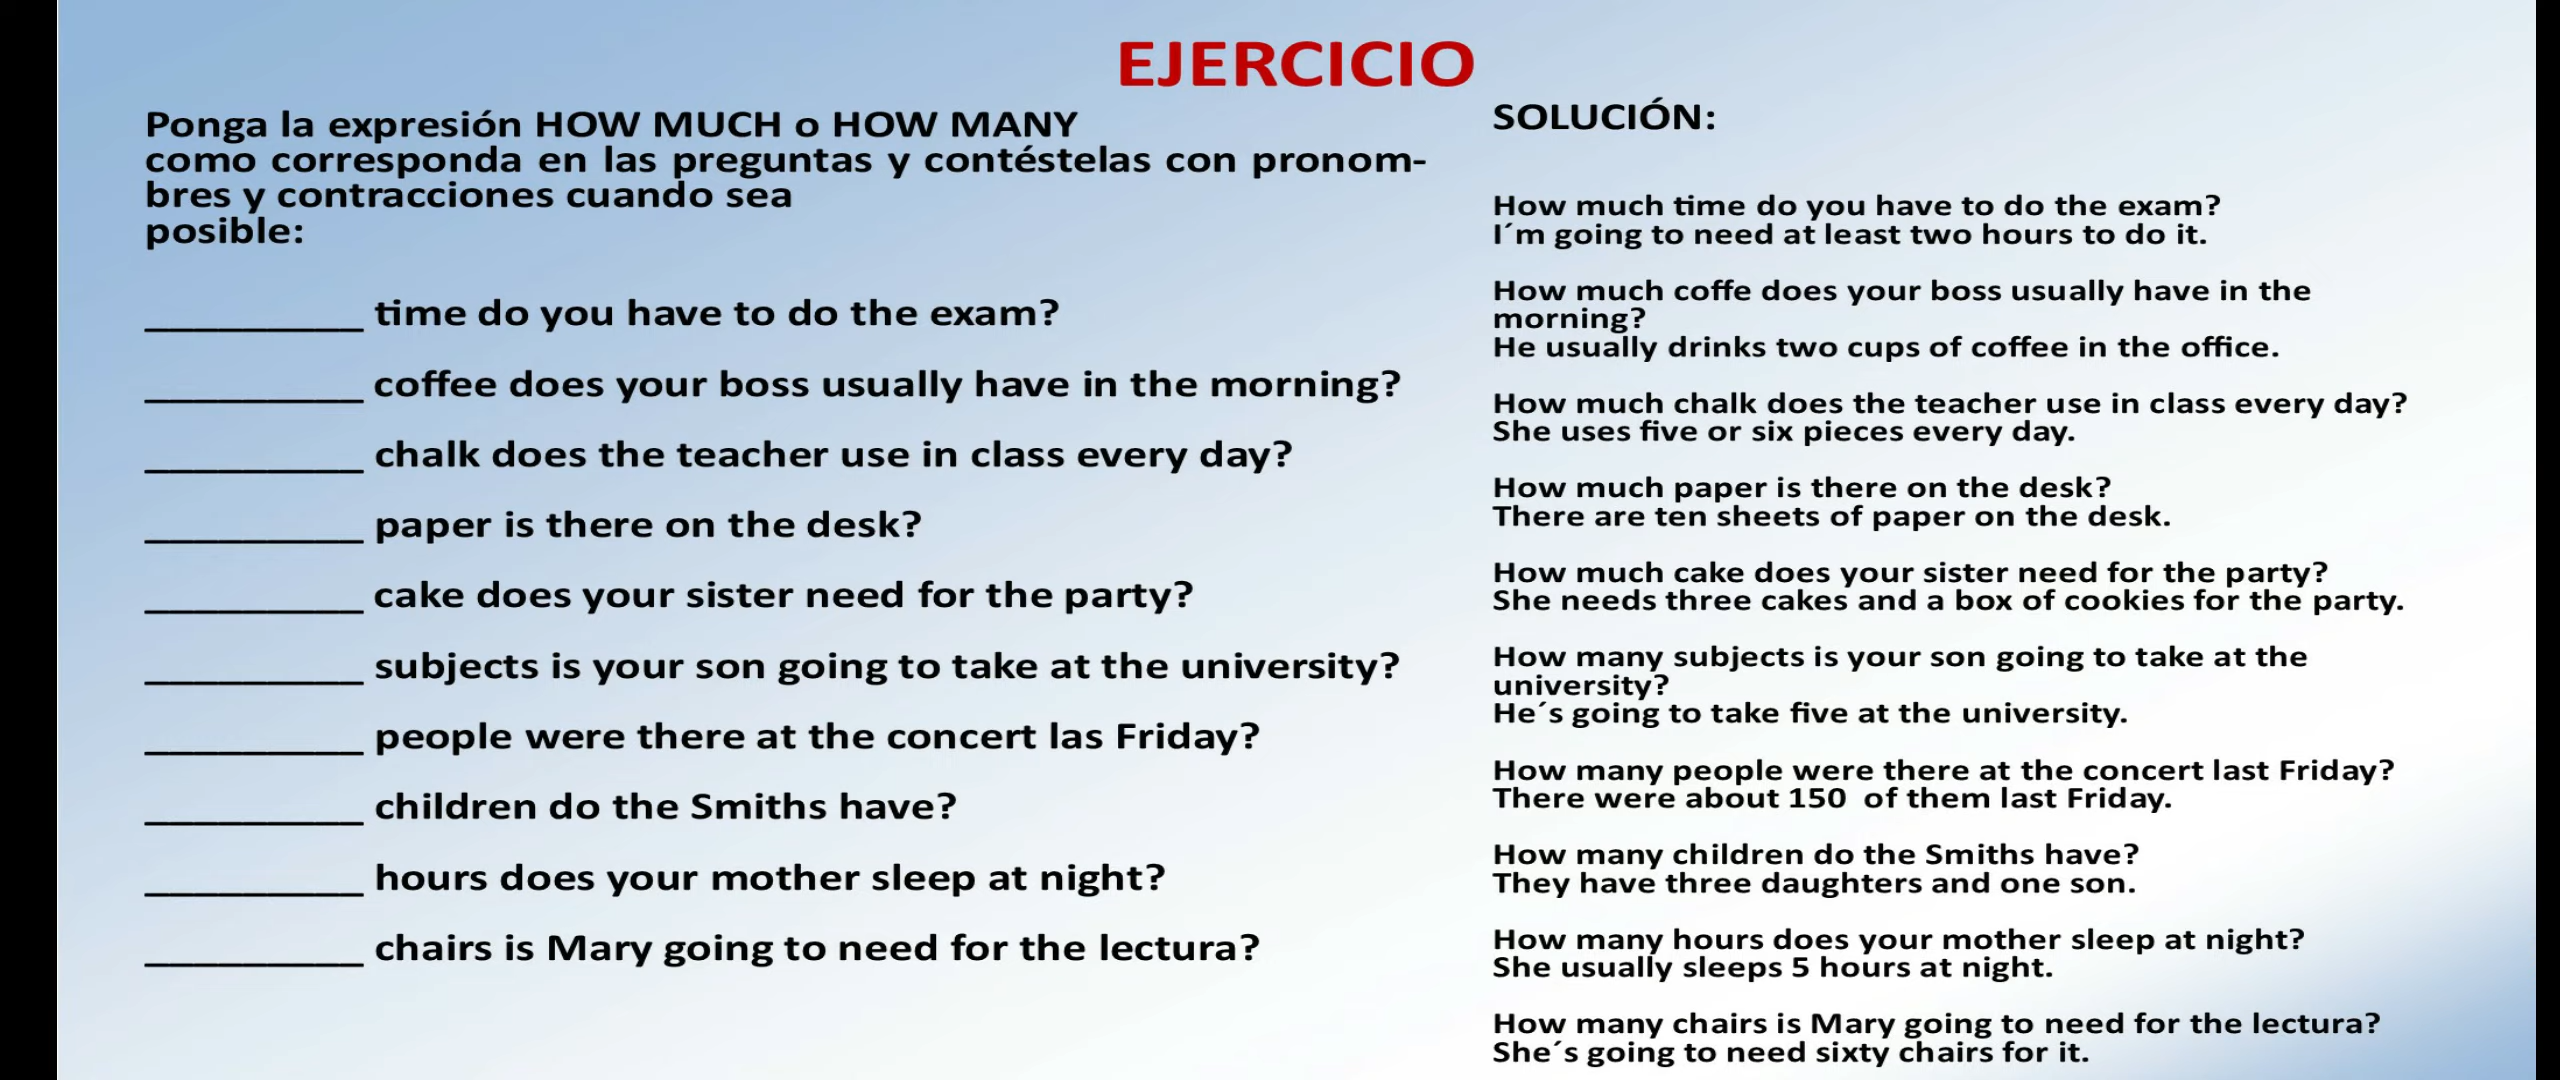 EJERCICIO
Ponga la expresión HOW MUCH o HOW MANY
como corresponda en las preguntas y contéstelas con pronom-
bres y contracciones cuando sea
posible:
_________ time do you have to do the exam?
_________ coffee does your boss usually have in the morning?
_________ chalk does the teacher use in class every day?
_________ paper is there on the desk?
_________ cake does your sister need for the party?
_________ subjects is your son going to take at the university?
_________ people were there at the concert las Friday?
_________ children do the Smiths have?
_________ hours does your mother sleep at night?
_________ chairs is Mary going to need for the lectura?
SOLUCIÓN:
How much time do you have to do the exam?
I´m going to need at least two hours to do it.
How much coffe does your boss usually have in the
morning?
He usually drinks two cups of coffee in the office.
How much chalk does the teacher use in class every day?
She uses five or six pieces every day.
How much paper is there on the desk?
There are ten sheets of paper on the desk.
How much cake does your sister need for the party?
She needs three cakes and a box of cookies for the party.
How many subjects is your son going to take at the
university?
He´s going to take five at the university.
How many people were there at the concert last Friday?
There were about 150  of them last Friday.
How many children do the Smiths have?
They have three daughters and one son.
How many hours does your mother sleep at night?
She usually sleeps 5 hours at night.
How many chairs is Mary going to need for the lectura?
She´s going to need sixty chairs for it.